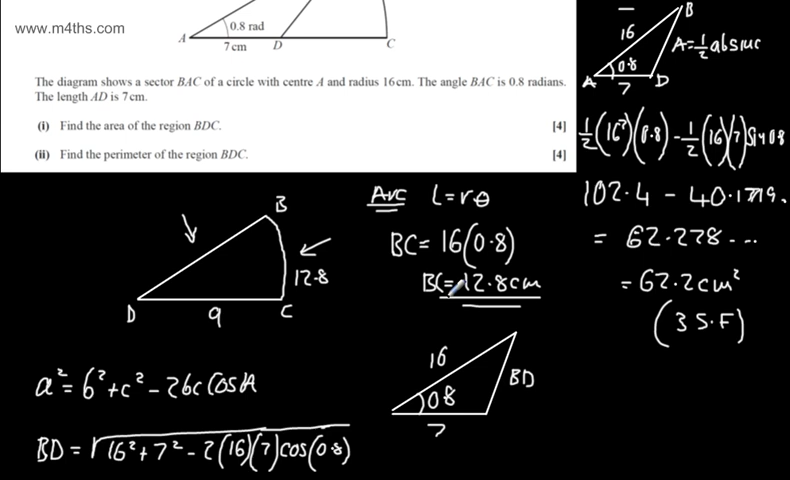 www.m4ths.com
0.8 rad
A
7 cm
D
C
The diagram shows a sector BAC of a circle with centre A and radius 16 cm. The angle BAC is 0.8 radians.
The length AD is 7 cm.
(i) Find the area of the region BDC. [4]
(ii) Find the perimeter of the region BDC. [4]
B
16
A=½absinc
0.8
A
D
7
½(16²)(0.8) - ½(16)(7)Sin0.8
102.4 - 40.1719.
= 62.228...
= 62.2cm²
(3 S.F)
B
12.8
D
9
C
Arc l=rθ
BC= 16(0.8)
BC= 12.8cm
16
BD
0.8
7
a²= b²+c²-2bcCosA
BD = √16²+7²-2(16)(7)cos(0.8)